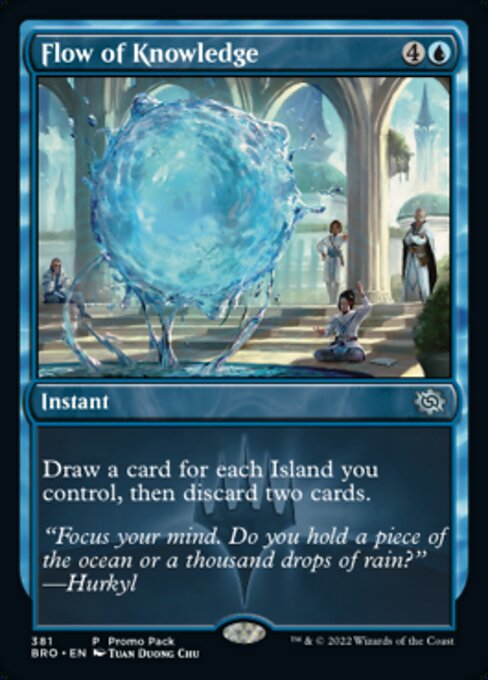 Flow of Knowledge 4
Instant
Draw a card for each Island you
control, then discard two cards.
“Focus your mind. Do you hold a piece of
the ocean or a thousand drops of rain?”
—Hurkyl
381 P Promo Pack
BRO • EN Tuan Duong Chu
™ & © 2022 Wizards of the Coast